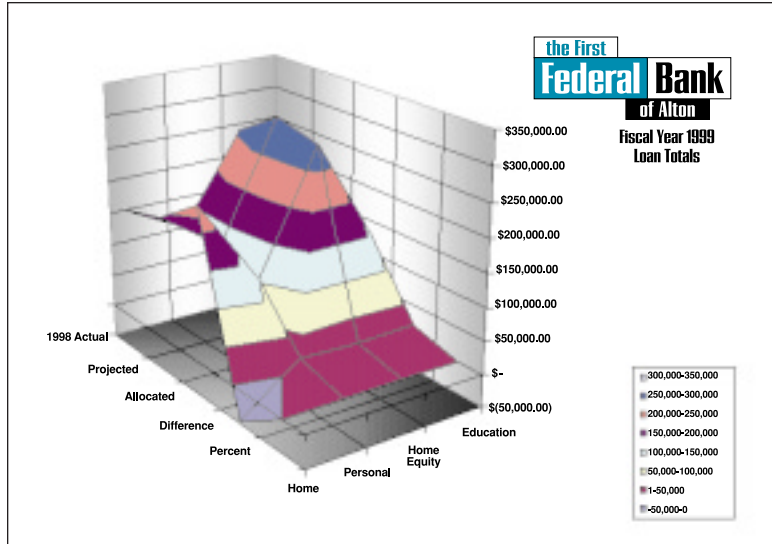 the First
Federal Bank
of Alton
Fiscal Year 1999
Loan Totals
$350,000.00
$300,000.00
$250,000.00
$200,000.00
$150,000.00
$100,000.00
$50,000.00
$-
$(50,000.00)
1998 Actual
Projected
Allocated
Difference
Percent
Home
Personal
Home
Equity
Education
300,000-350,000
250,000-300,000
200,000-250,000
150,000-200,000
100,000-150,000
50,000-100,000
1-50,000
-50,000-0